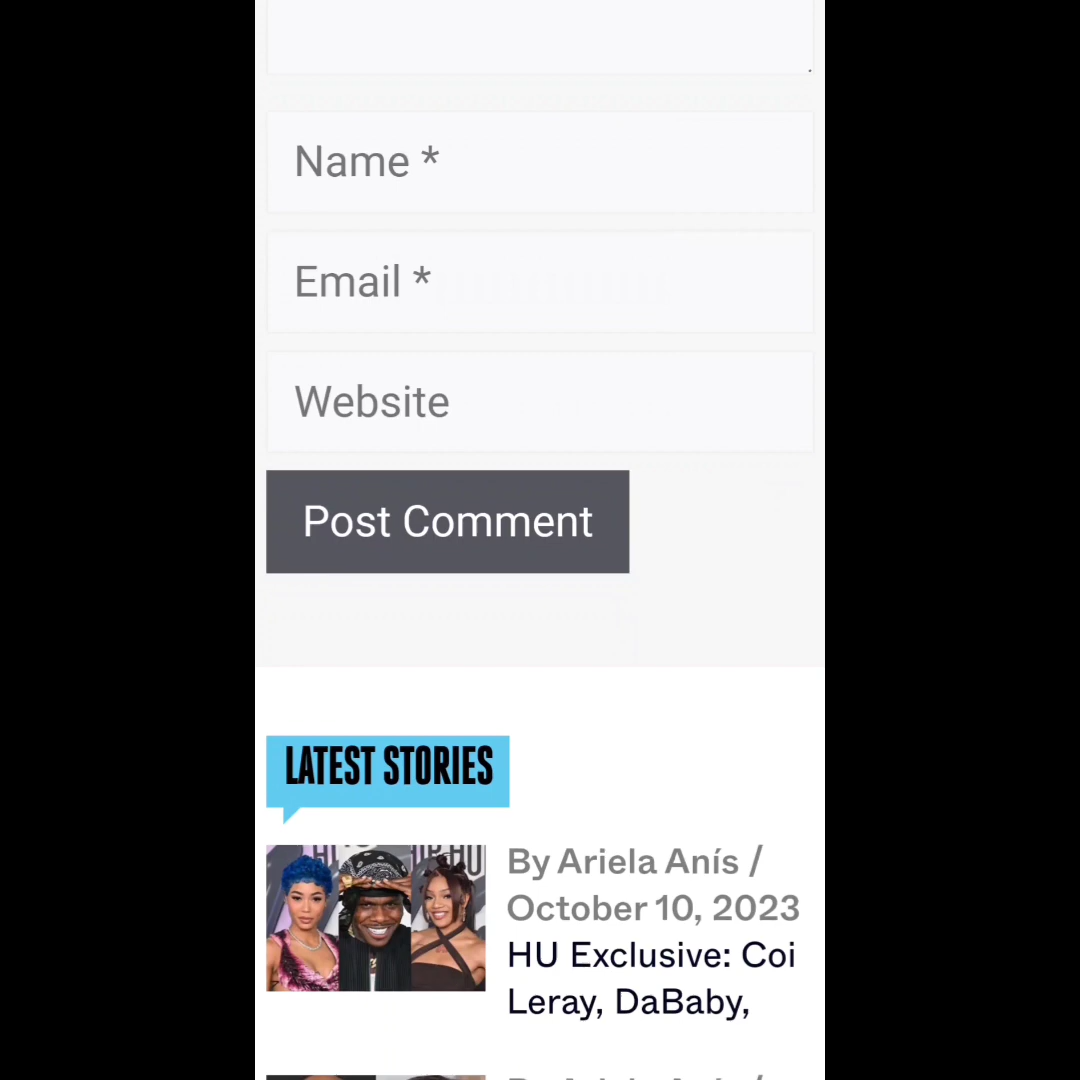 Name *
Email *
Website
Post Comment
LATEST STORIES
By Ariela Anís /
October 10, 2023
HU Exclusive: Coi
Leray, DaBaby,